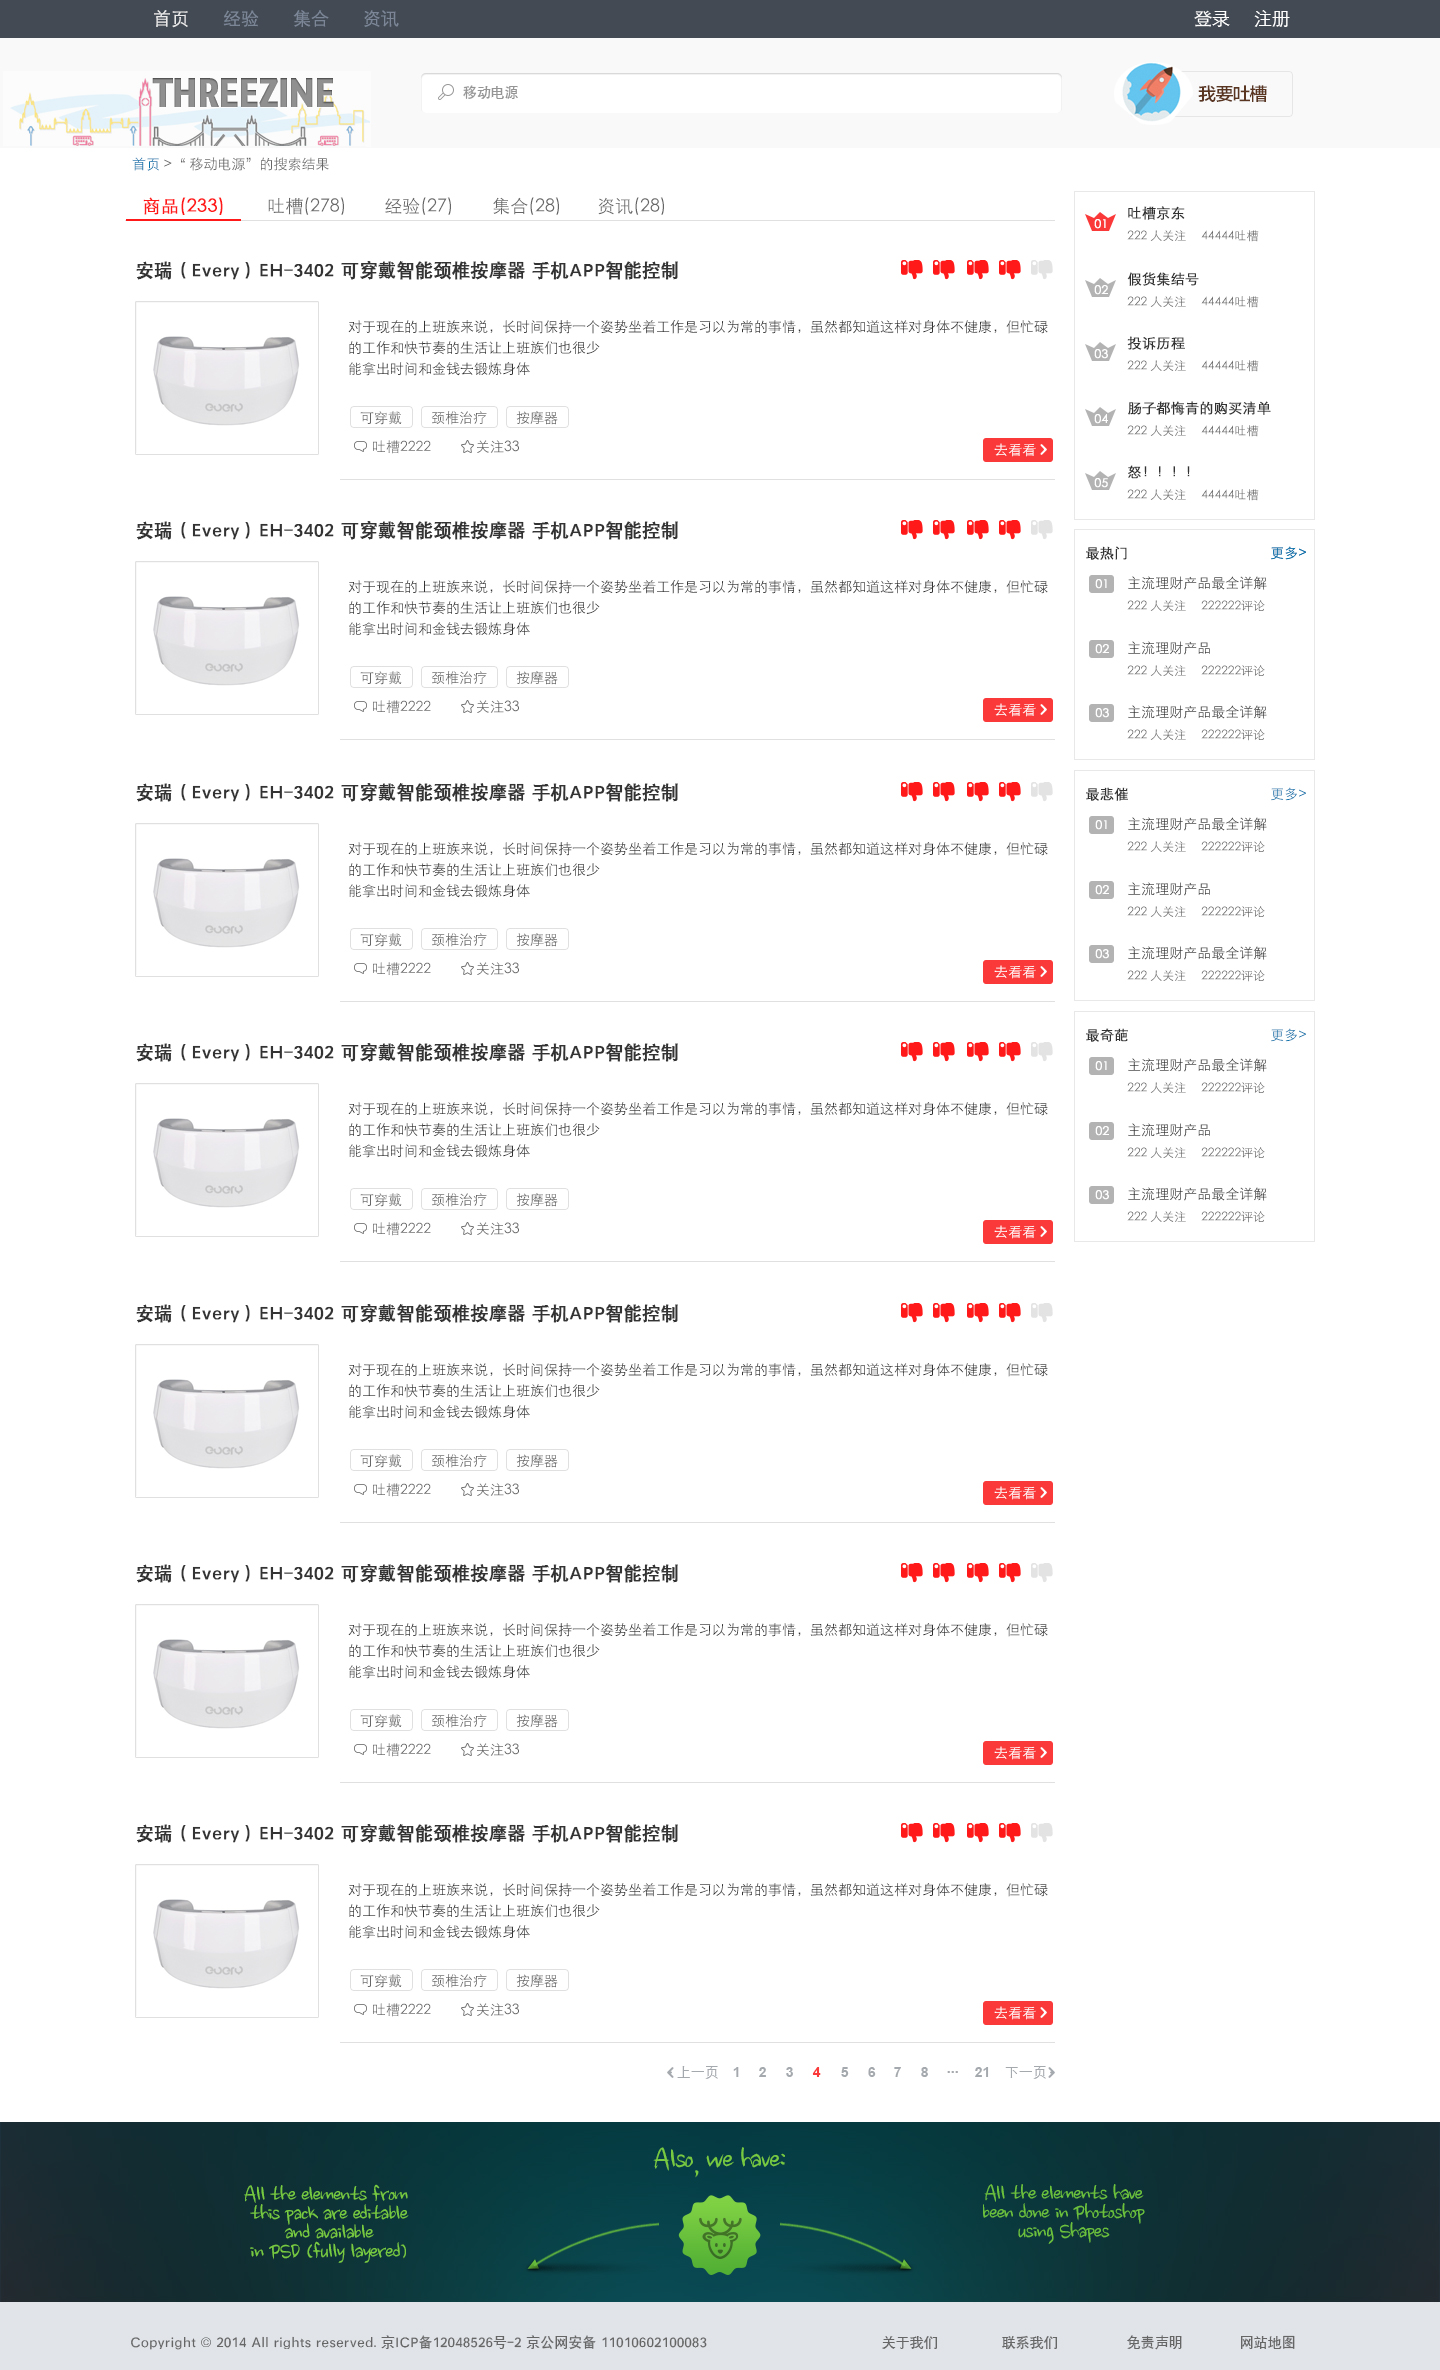 首页 经验 集合 资讯 登录 注册
THREEZINE
移动电源
我要吐槽
首页 > “ 移动电源” 的搜索结果
商品(233) 吐槽(278) 经验(27) 集合(28) 资讯(28)
安瑞（Every）EH-3402 可穿戴智能颈椎按摩器 手机APP智能控制
every
对于现在的上班族来说，长时间保持一个姿势坐着工作是习以为常的事情，虽然都知道这样对身体不健康，但忙碌
的工作和快节奏的生活让上班族们也很少
能拿出时间和金钱去锻炼身体
可穿戴 颈椎治疗 按摩器
吐槽2222 关注33
去看看
安瑞（Every）EH-3402 可穿戴智能颈椎按摩器 手机APP智能控制
every
对于现在的上班族来说，长时间保持一个姿势坐着工作是习以为常的事情，虽然都知道这样对身体不健康，但忙碌
的工作和快节奏的生活让上班族们也很少
能拿出时间和金钱去锻炼身体
可穿戴 颈椎治疗 按摩器
吐槽2222 关注33
去看看
安瑞（Every）EH-3402 可穿戴智能颈椎按摩器 手机APP智能控制
every
对于现在的上班族来说，长时间保持一个姿势坐着工作是习以为常的事情，虽然都知道这样对身体不健康，但忙碌
的工作和快节奏的生活让上班族们也很少
能拿出时间和金钱去锻炼身体
可穿戴 颈椎治疗 按摩器
吐槽2222 关注33
去看看
安瑞（Every）EH-3402 可穿戴智能颈椎按摩器 手机APP智能控制
every
对于现在的上班族来说，长时间保持一个姿势坐着工作是习以为常的事情，虽然都知道这样对身体不健康，但忙碌
的工作和快节奏的生活让上班族们也很少
能拿出时间和金钱去锻炼身体
可穿戴 颈椎治疗 按摩器
吐槽2222 关注33
去看看
安瑞（Every）EH-3402 可穿戴智能颈椎按摩器 手机APP智能控制
every
对于现在的上班族来说，长时间保持一个姿势坐着工作是习以为常的事情，虽然都知道这样对身体不健康，但忙碌
的工作和快节奏的生活让上班族们也很少
能拿出时间和金钱去锻炼身体
可穿戴 颈椎治疗 按摩器
吐槽2222 关注33
去看看
安瑞（Every）EH-3402 可穿戴智能颈椎按摩器 手机APP智能控制
every
对于现在的上班族来说，长时间保持一个姿势坐着工作是习以为常的事情，虽然都知道这样对身体不健康，但忙碌
的工作和快节奏的生活让上班族们也很少
能拿出时间和金钱去锻炼身体
可穿戴 颈椎治疗 按摩器
吐槽2222 关注33
去看看
安瑞（Every）EH-3402 可穿戴智能颈椎按摩器 手机APP智能控制
every
对于现在的上班族来说，长时间保持一个姿势坐着工作是习以为常的事情，虽然都知道这样对身体不健康，但忙碌
的工作和快节奏的生活让上班族们也很少
能拿出时间和金钱去锻炼身体
可穿戴 颈椎治疗 按摩器
吐槽2222 关注33
去看看
上一页 1 2 3 4 5 6 7 8 ··· 21 下一页
01 吐槽京东
222 人关注 44444吐槽
02 假货集结号
222 人关注 44444吐槽
03 投诉历程
222 人关注 44444吐槽
04 肠子都悔青的购买清单
222 人关注 44444吐槽
05 怒！！！！
222 人关注 44444吐槽
最热门 更多>
01 主流理财产品最全详解
222 人关注 222222评论
02 主流理财产品
222 人关注 222222评论
03 主流理财产品最全详解
222 人关注 222222评论
最悲催 更多>
01 主流理财产品最全详解
222 人关注 222222评论
02 主流理财产品
222 人关注 222222评论
03 主流理财产品最全详解
222 人关注 222222评论
最奇葩 更多>
01 主流理财产品最全详解
222 人关注 222222评论
02 主流理财产品
222 人关注 222222评论
03 主流理财产品最全详解
222 人关注 222222评论
Also, we have:
All the elements from
this pack are editable
and available
in PSD (fully layered)
All the elements have
been done in Photoshop
using Shapes
Copyright © 2014 All rights reserved. 京ICP备12048526号-2 京公网安备 11010602100083 关于我们 联系我们 免责声明 网站地图